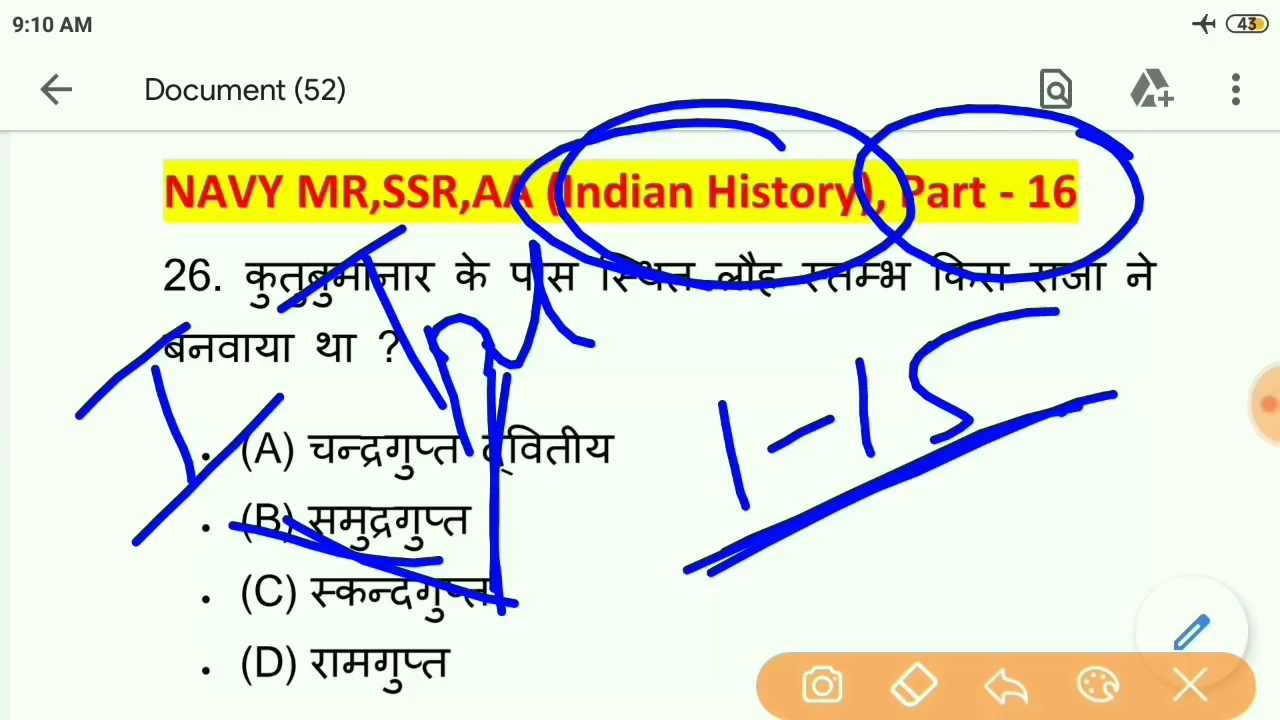 9:10 AM
43
Document (52)
NAVY MR,SSR,AA (Indian History), Part - 16
26. कुतुबुमीनार के पास स्थित लौह स्तम्भ किस राजा ने
बनवाया था ?
1-15
. (A) चन्द्रगुप्त द्वितीय
. (B) समुद्रगुप्त
. (C) स्कन्दगुप्त
. (D) रामगुप्त